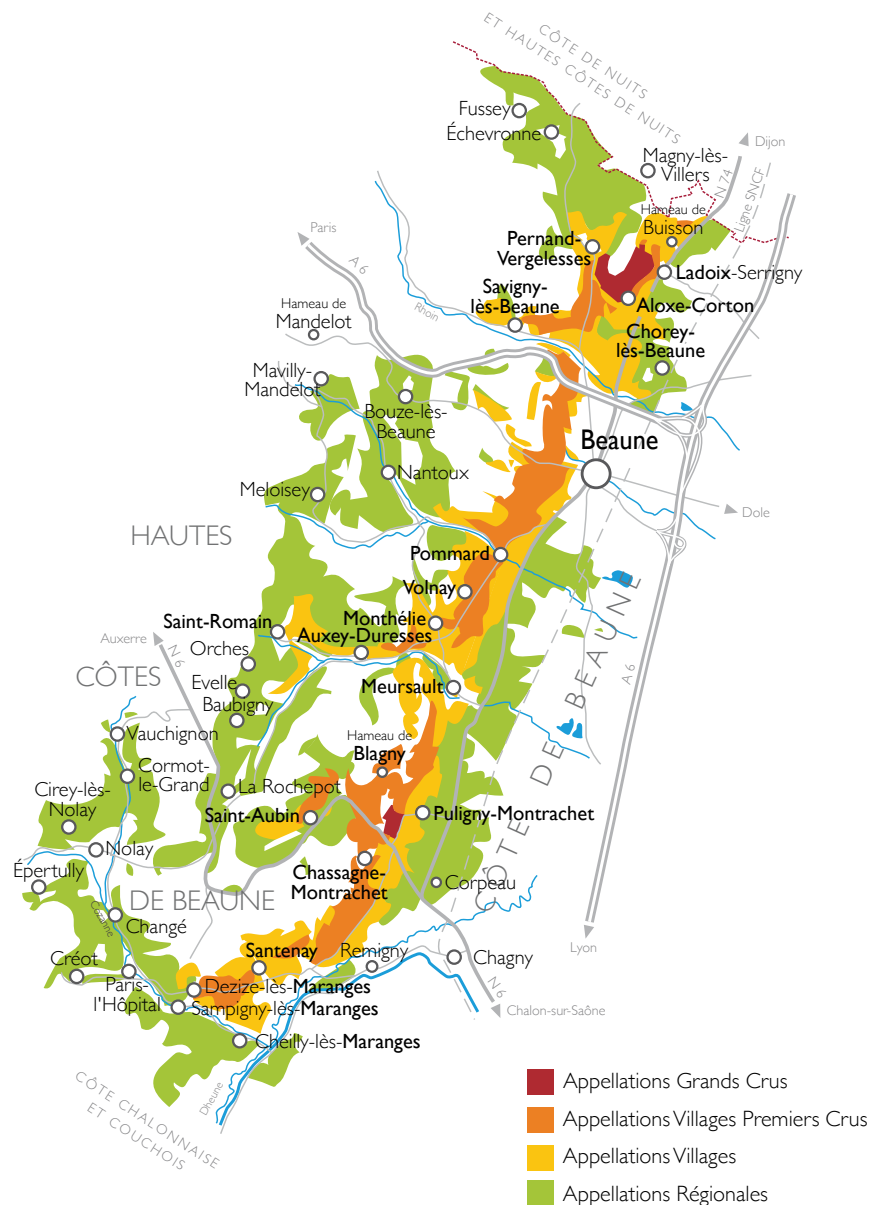 CÔTE DE NUITS
ET HAUTES CÔTES DE NUITS
Fussey
Échevronne
Dijon
Magny-lès-
Villers
N 74
Ligne SNCF
Hameau de
Buisson
Paris
A 6
Pernand-
Vergelesses
Ladoix-Serrigny
Savigny-
lès-Beaune
Aloxe-Corton
Rhoin
Hameau de
Mandelot
Chorey-
lès-Beaune
Mavilly-
Mandelot
Bouze-lès-
Beaune
Beaune
Nantoux
Meloisey
Dole
HAUTES
Pommard
Volnay
Saint-Romain
Monthélie
Auxey-Duresses
Auxerre
N 6
Orches
CÔTES
Evelle
Baubigny
Meursault
A 6
CÔTE DE BEAUNE
Vauchignon
Hameau de
Blagny
Cormot-
le-Grand
La Rochepot
Cirey-lès-
Nolay
Saint-Aubin
Puligny-Montrachet
Nolay
Épertully
Chassagne-
Montrachet
Corpeau
DE BEAUNE
Cozanne
Changé
Lyon
Santenay
Remigny
Chagny
Créot
Paris-
l'Hôpital
Dezize-lès-Maranges
Sampigny-lès-Maranges
N 6
Chalon-sur-Saône
Cheilly-lès-Maranges
Dheune
CÔTE CHALONNAISE
ET COUCHOIS
Appellations Grands Crus
Appellations Villages Premiers Crus
Appellations Villages
Appellations Régionales